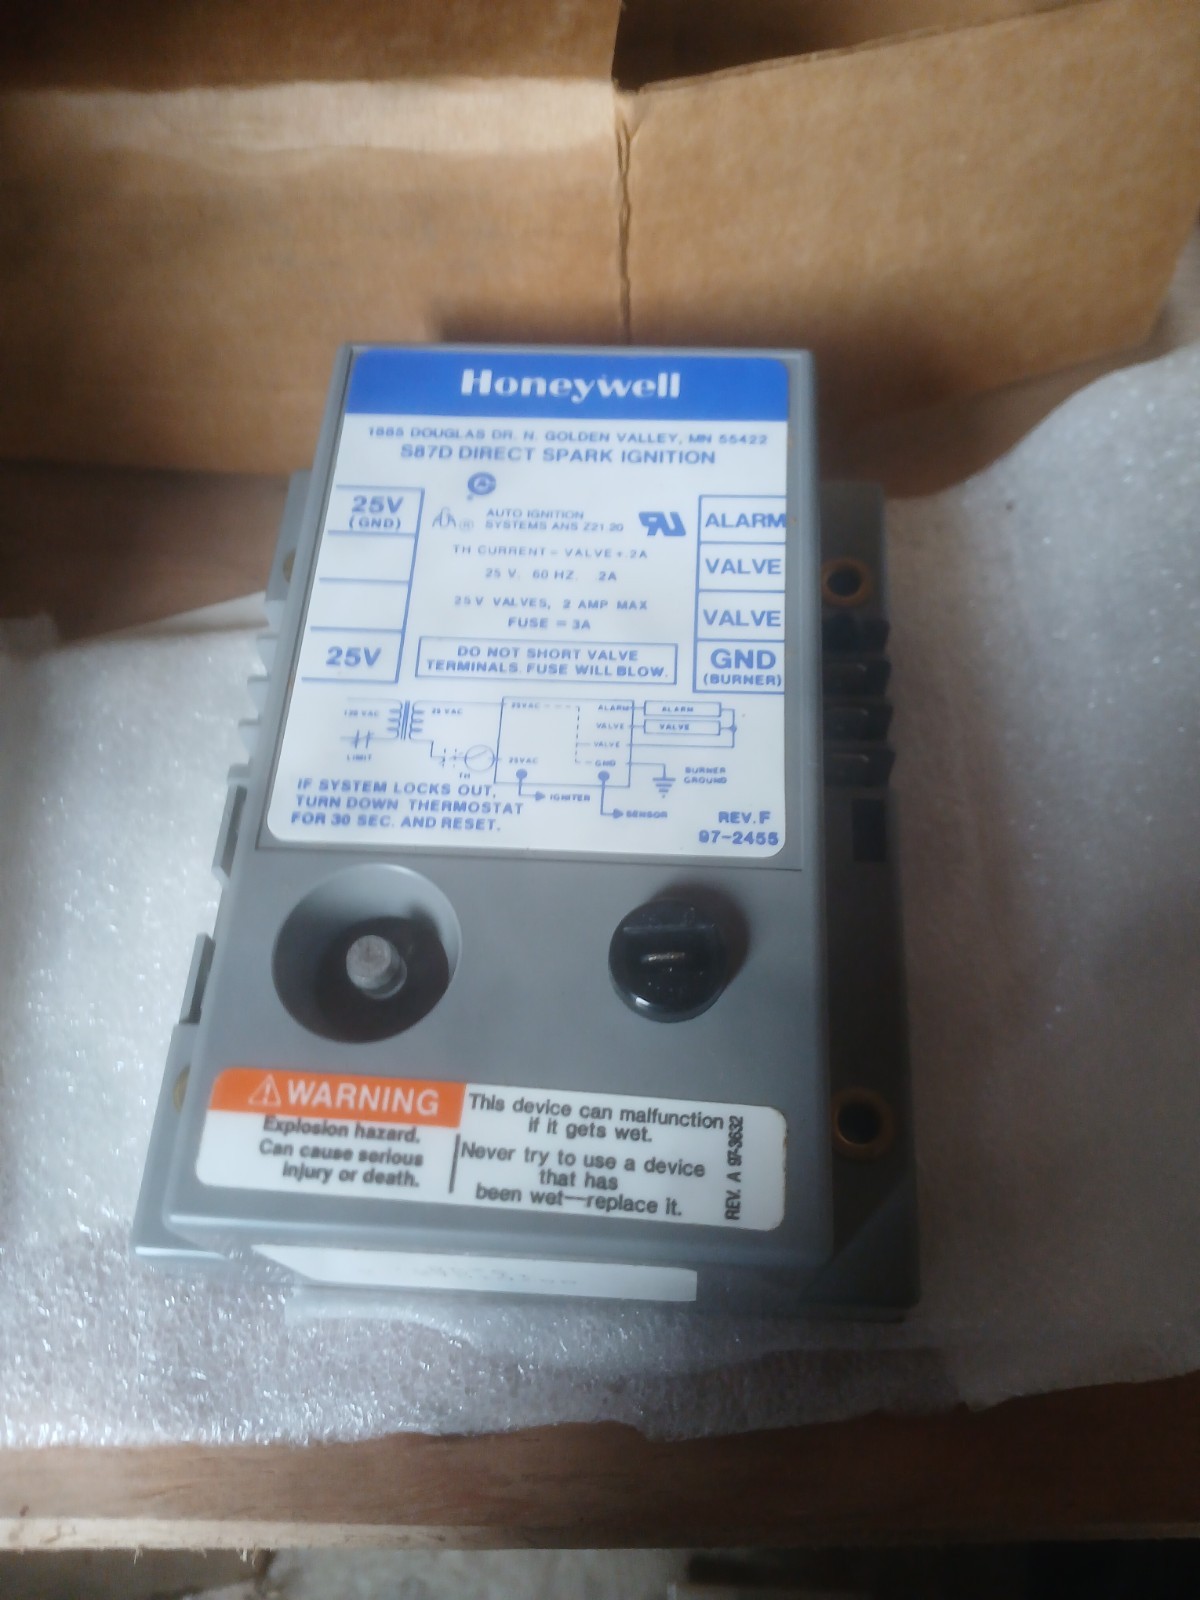 Honeywell
1885 DOUGLAS DR. N. GOLDEN VALLEY, MN 55422
S87D DIRECT SPARK IGNITION
25V
(GND)
25V
AUTO IGNITION
SYSTEMS ANS Z21.20
TH CURRENT = VALVE + .2A
25 V. 60 HZ. .2A
25 V VALVES, 2 AMP MAX
FUSE = 3A
DO NOT SHORT VALVE
TERMINALS. FUSE WILL BLOW.
ALARM
VALVE
VALVE
GND
(BURNER)
120 VAC
25 VAC
LIMIT
TH
25VAC
25VAC
ALARM
VALVE
VALVE
GND
ALARM
VALVE
BURNER
GROUND
IGNITER
SENSOR
IF SYSTEM LOCKS OUT,
TURN DOWN THERMOSTAT
FOR 30 SEC. AND RESET.
REV. F
97-2455
WARNING
Explosion hazard.
Can cause serious
injury or death.
This device can malfunction
if it gets wet.
Never try to use a device
that has
been wet—replace it.
REV. A 97-3632